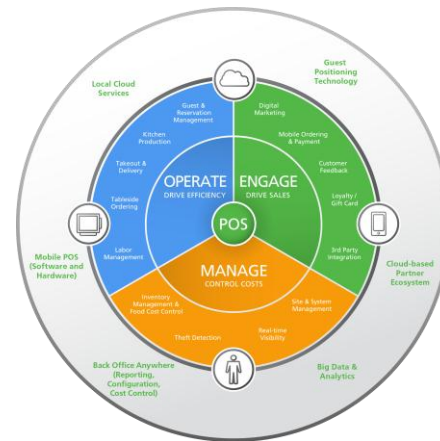 Local Cloud
Services
Guest
Positioning
Technology
Guest &
Reservation
Management
Digital
Marketing
Kitchen
Production
Mobile Ordering
& Payment
Takeout &
Delivery
Customer
Feedback
OPERATE
DRIVE EFFICIENCY
ENGAGE
DRIVE SALES
Tableside
Ordering
Loyalty /
Gift Card
POS
Labor
Management
3rd Party
Integration
Mobile POS
(Software and
Hardware)
Cloud-based
Partner
Ecosystem
MANAGE
CONTROL COSTS
Inventory
Management &
Food Cost Control
Site & System
Management
Theft Detection
Real-time
Visibility
Back Office Anywhere
(Reporting,
Configuration,
Cost Control)
Big Data &
Analytics